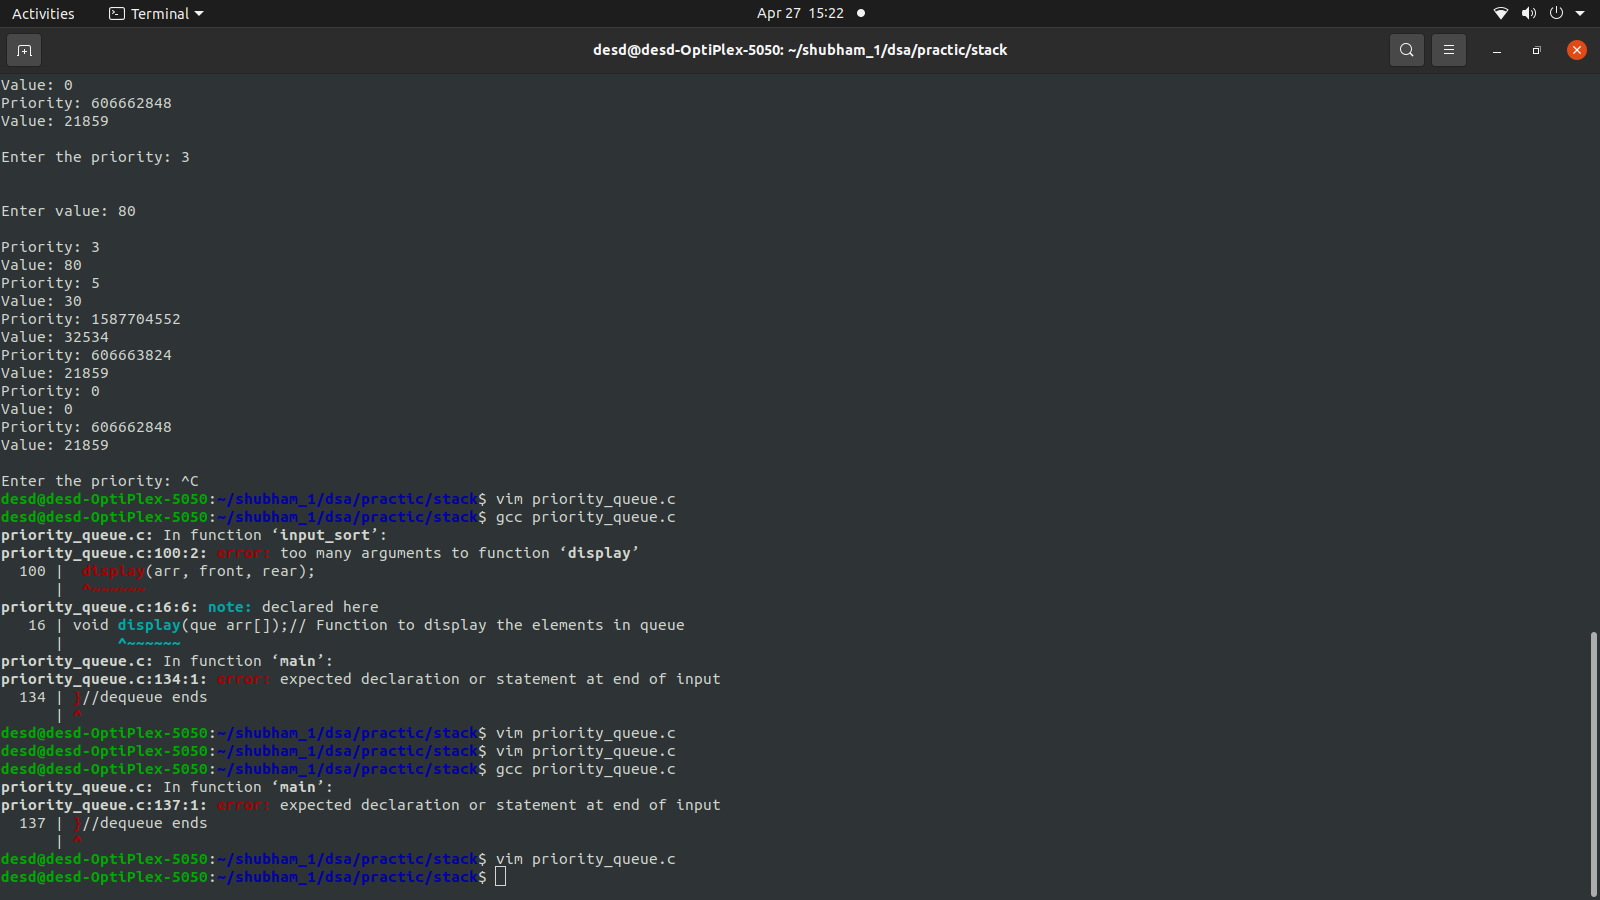 Activities Terminal Apr 27 15:22
desd@desd-OptiPlex-5050: ~/shubham_1/dsa/practic/stack
Value: 0
Priority: 606662848
Value: 21859
Enter the priority: 3
Enter value: 80
Priority: 3
Value: 80
Priority: 5
Value: 30
Priority: 1587704552
Value: 32534
Priority: 606663824
Value: 21859
Priority: 0
Value: 0
Priority: 606662848
Value: 21859
Enter the priority: ^C
desd@desd-OptiPlex-5050:~/shubham_1/dsa/practic/stack$ vim priority_queue.c
desd@desd-OptiPlex-5050:~/shubham_1/dsa/practic/stack$ gcc priority_queue.c
priority_queue.c: In function ‘input_sort’:
priority_queue.c:100:2: error: too many arguments to function ‘display’
  100 |  display(arr, front, rear);
      |  ^~~~~~~
priority_queue.c:16:6: note: declared here
   16 | void display(que arr[]);// Function to display the elements in queue
      |      ^~~~~~~
priority_queue.c: In function ‘main’:
priority_queue.c:134:1: error: expected declaration or statement at end of input
  134 | }//dequeue ends
      | ^
desd@desd-OptiPlex-5050:~/shubham_1/dsa/practic/stack$ vim priority_queue.c
desd@desd-OptiPlex-5050:~/shubham_1/dsa/practic/stack$ vim priority_queue.c
desd@desd-OptiPlex-5050:~/shubham_1/dsa/practic/stack$ gcc priority_queue.c
priority_queue.c: In function ‘main’:
priority_queue.c:137:1: error: expected declaration or statement at end of input
  137 | }//dequeue ends
      | ^
desd@desd-OptiPlex-5050:~/shubham_1/dsa/practic/stack$ vim priority_queue.c
desd@desd-OptiPlex-5050:~/shubham_1/dsa/practic/stack$